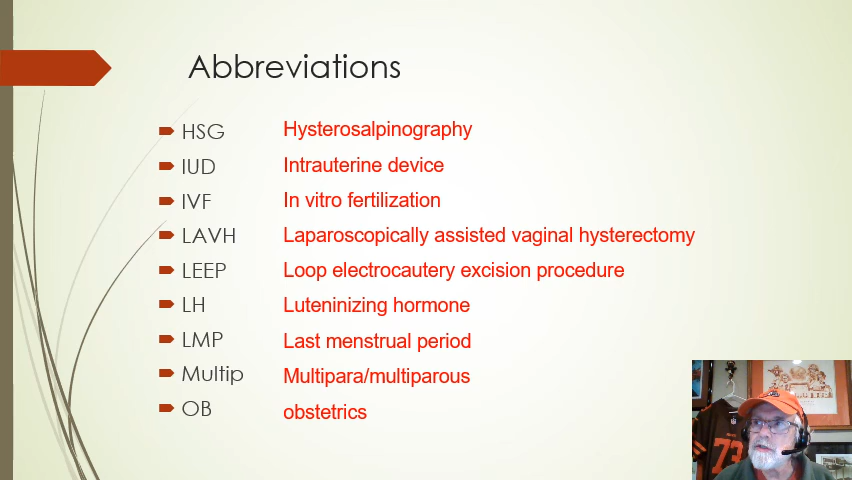 Abbreviations
HSG Hysterosalpinography
IUD Intrauterine device
IVF In vitro fertilization
LAVH Laparoscopically assisted vaginal hysterectomy
LEEP Loop electrocautery excision procedure
LH Luteninizing hormone
LMP Last menstrual period
Multip Multipara/multiparous
OB obstetrics
73